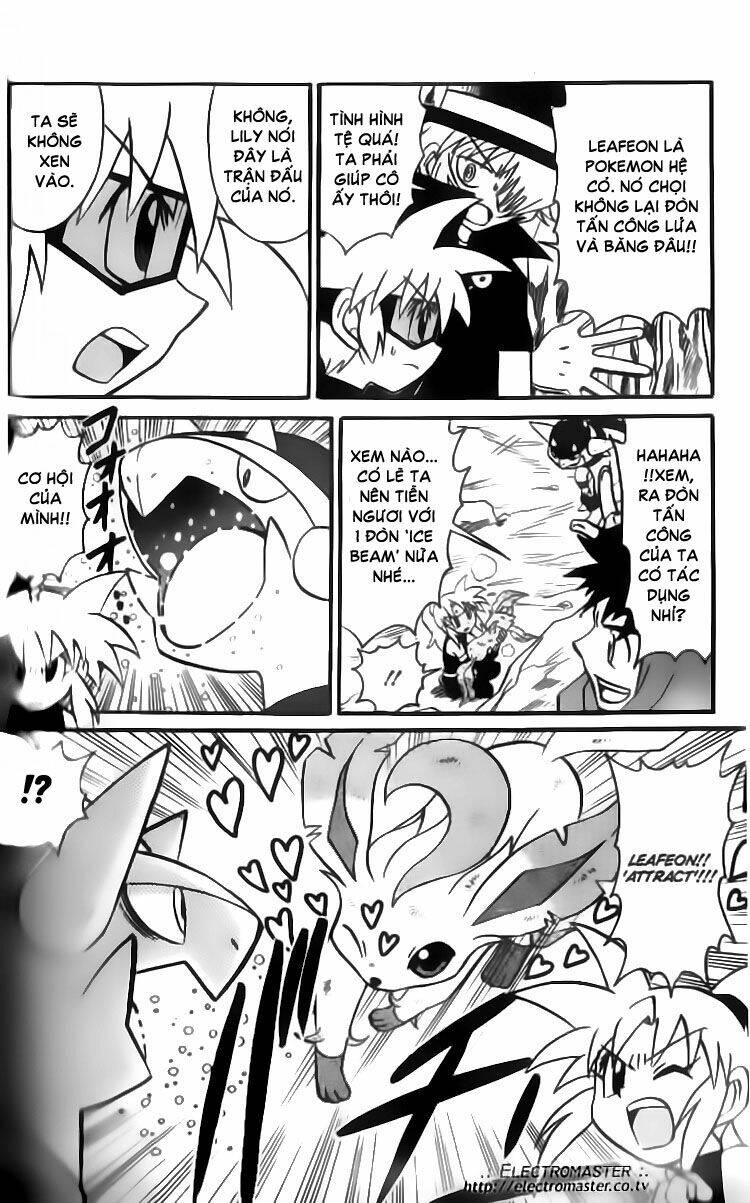 LEAFEON LÀ
POKEMON HỆ
CỎ. NÓ CHỌI
KHÔNG LẠI ĐÒN
TẤN CÔNG LỬA
VÀ BĂNG ĐÂU!!
TÌNH HÌNH
TỆ QUÁ!
TA PHẢI
GIÚP CÔ
ẤY THÔI!
KHÔNG,
LILY NÓI
ĐÂY LÀ
TRẬN ĐẤU
CỦA NÓ.
TA SẼ
KHÔNG
XEN
VÀO.
HAHAHA
!!XEM,
RA ĐÒN
TẤN
CÔNG
CỦA TA
CÓ TÁC
DỤNG
NHỈ?
XEM NÀO...
CÓ LẼ TA
NÊN TIỄN
NGƯƠI VỚI
1 ĐÒN 'ICE
BEAM' NỮA
NHÉ...
!!
コオオオ
CƠ HỘI
CỦA
MÌNH!!
LEAFEON!!
'ATTRACT'!!!!
!?
.:. ELECTROMASTER .:.
http://electromaster.co.tv